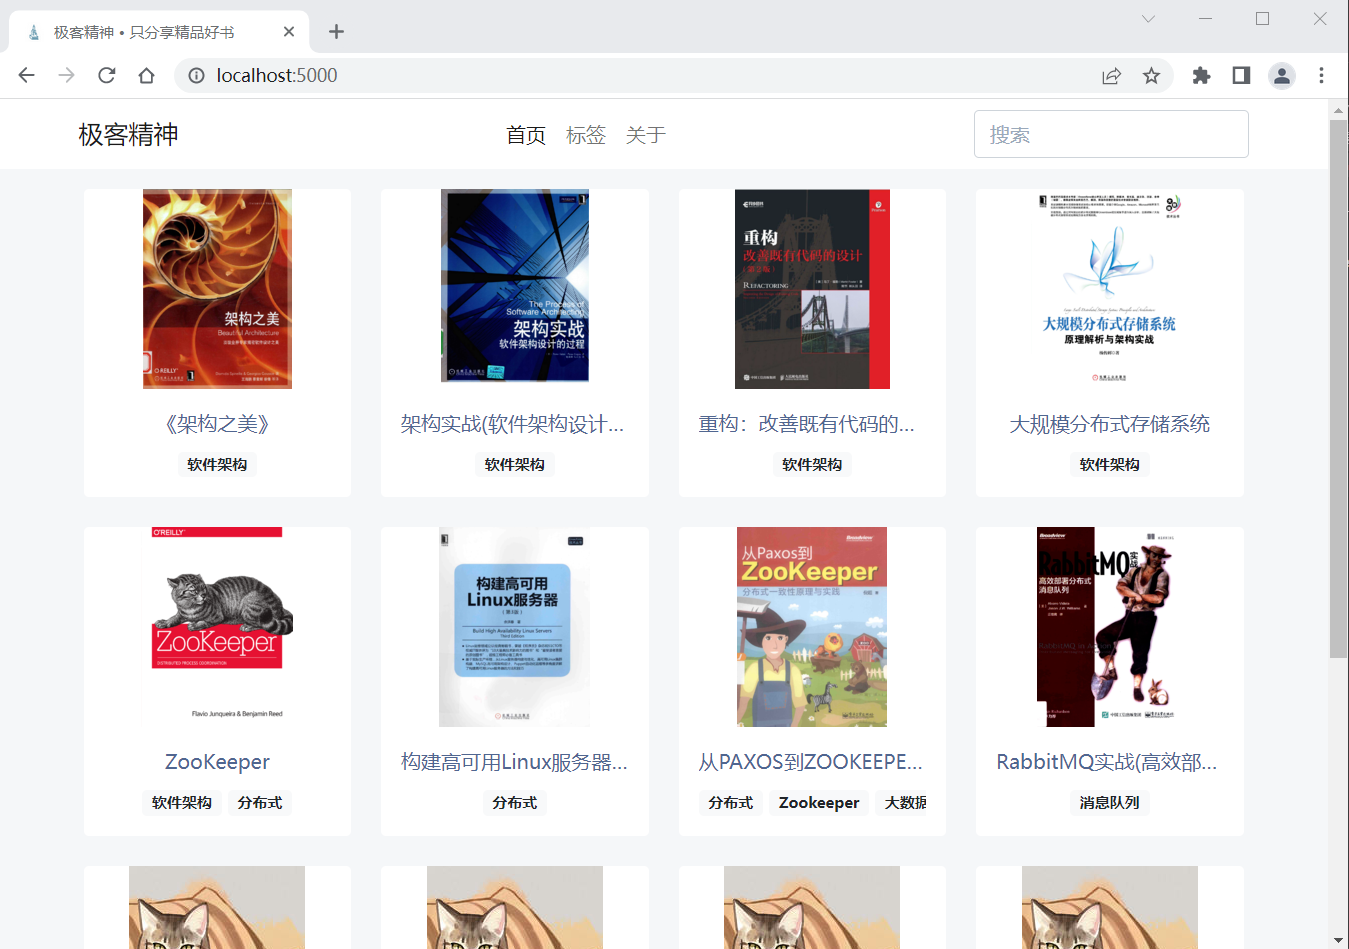 极客精神 • 只分享精品好书
localhost:5000
极客精神
首页 标签 关于
搜索
架构之美
Beautiful Architecture
O'REILLY
The Process of
Software Architecting
架构实战
软件架构设计的过程
重构
改善既有代码的设计
(第2版)
REFACTORING
大规模分布式存储系统
原理解析与架构实战
《架构之美》
架构实战(软件架构设计...
重构：改善既有代码的...
大规模分布式存储系统
软件架构
软件架构
软件架构
软件架构
O'REILLY
ZooKeeper
DISTRIBUTED PROCESS COORDINATION
Flavio Junqueira & Benjamin Reed
构建高可用
Linux服务器
(第3版)
Build High Availability Linux Servers
Third Edition
从Paxos到
ZooKeeper
分布式一致性原理与实践
RabbitMQ实战
高效部署分布式
消息队列
ZooKeeper
构建高可用Linux服务器...
从PAXOS到ZOOKEEPE...
RabbitMQ实战(高效部...
软件架构 分布式
分布式
分布式 Zookeeper 大数据
消息队列